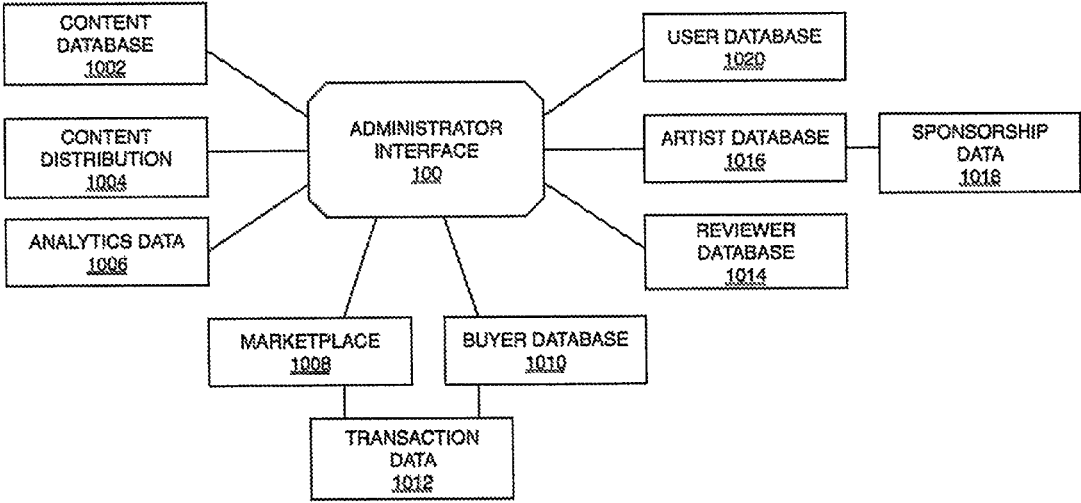 CONTENT
DATABASE
1002
CONTENT
DISTRIBUTION
1004
ANALYTICS DATA
1006
ADMINISTRATOR
INTERFACE
100
USER DATABASE
1020
ARTIST DATABASE
1016
SPONSORSHIP
DATA
1018
REVIEWER
DATABASE
1014
MARKETPLACE
1008
BUYER DATABASE
1010
TRANSACTION
DATA
1012